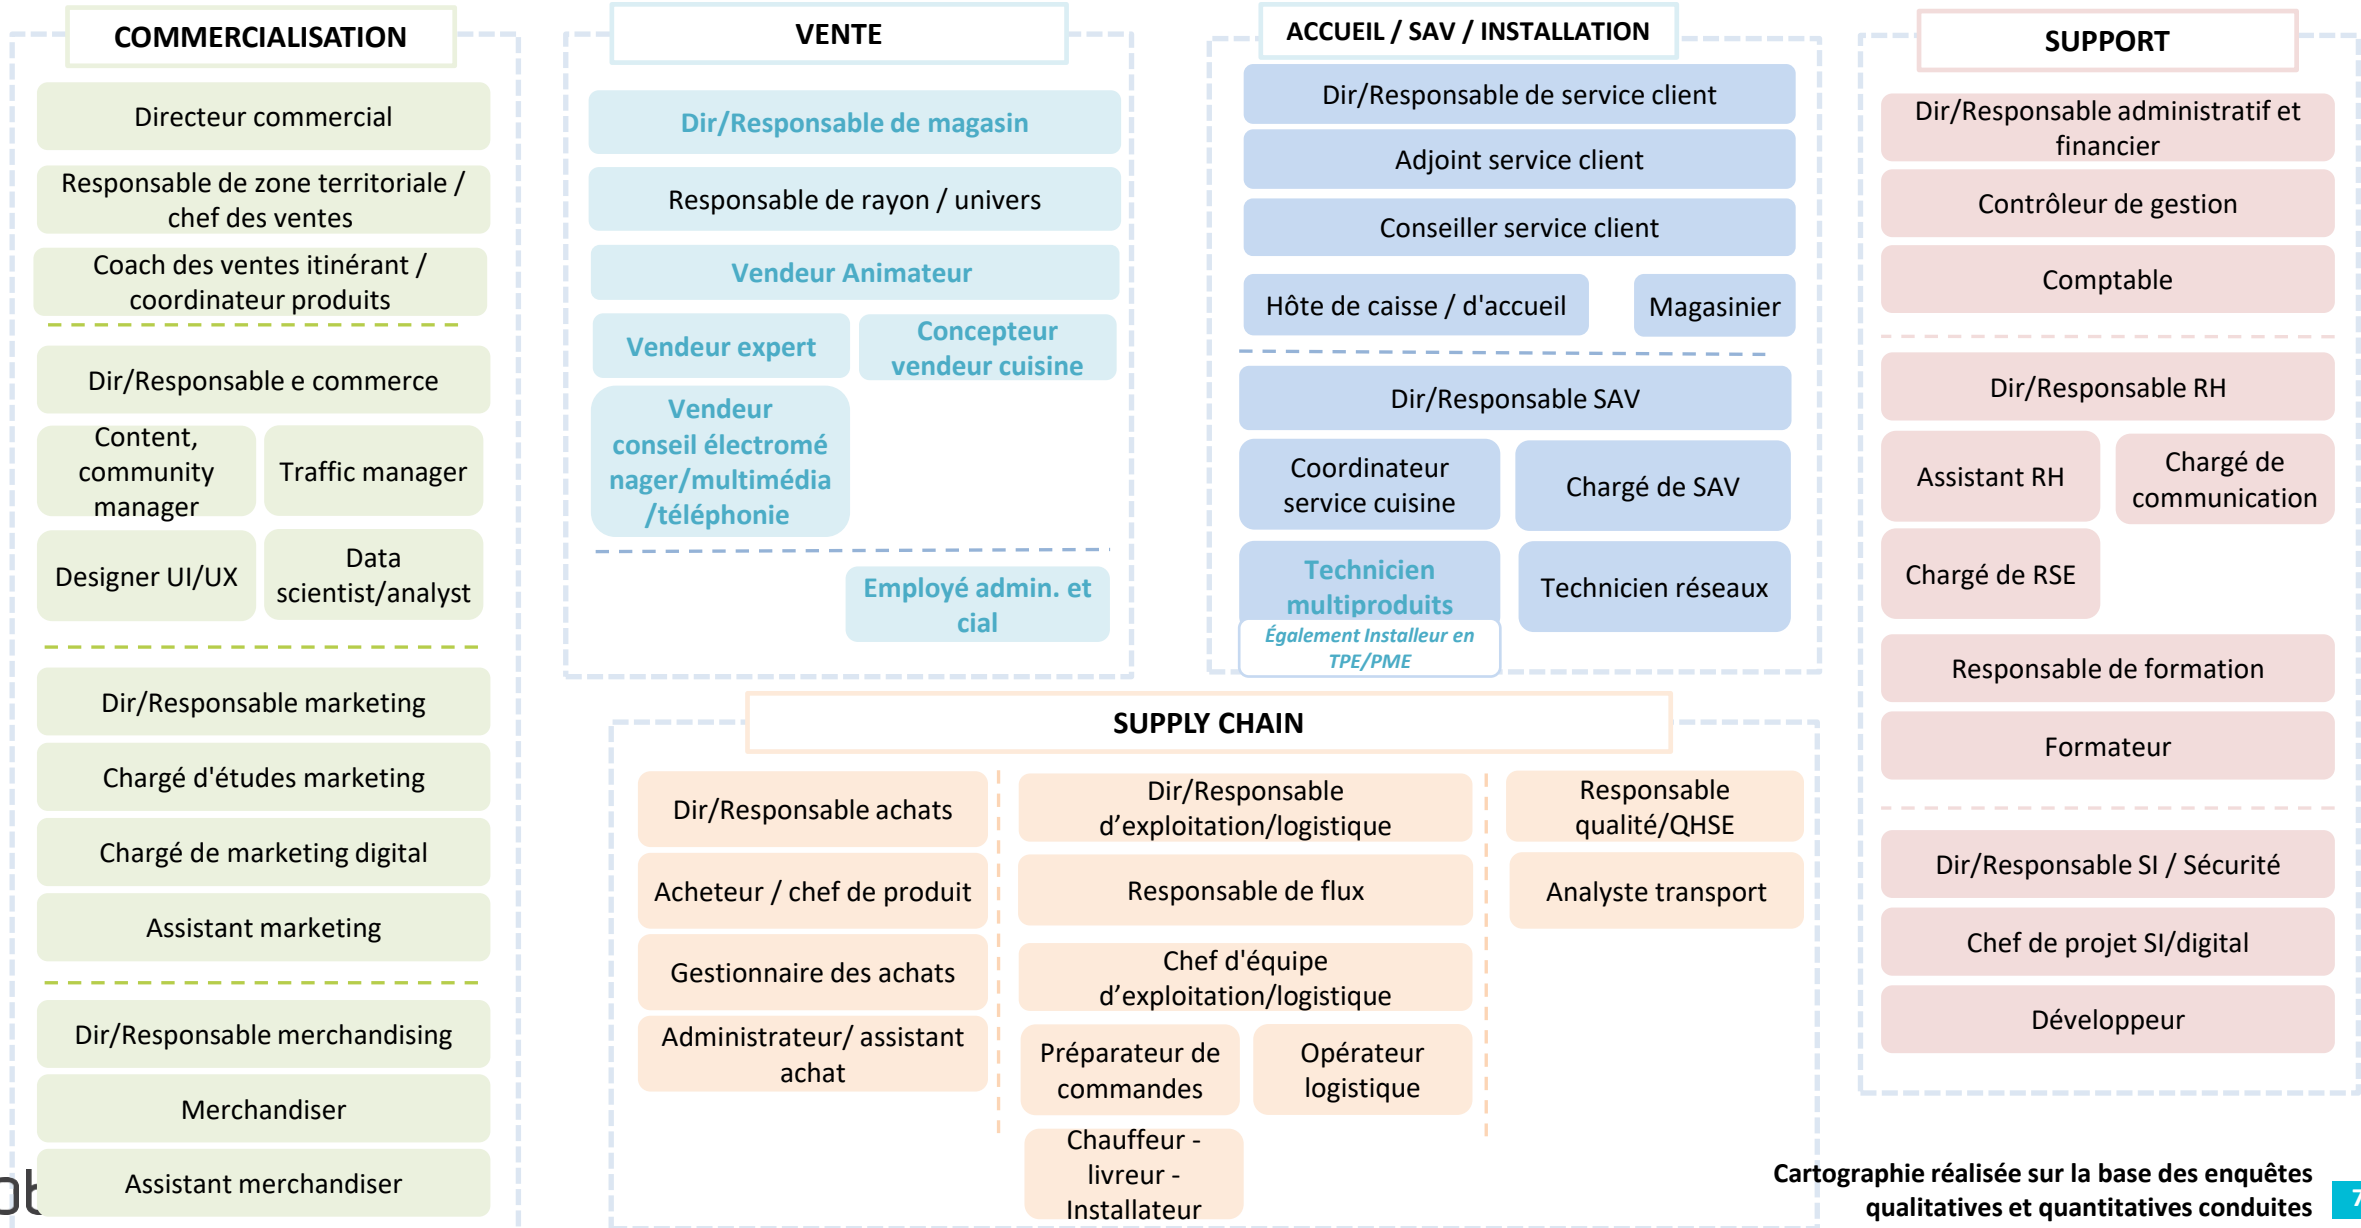 COMMERCIALISATION
Directeur commercial
Responsable de zone territoriale /
chef des ventes
Coach des ventes itinérant /
coordinateur produits
Dir/Responsable e commerce
Content,
community
manager
Traffic manager
Designer UI/UX
Data
scientist/analyst
Dir/Responsable marketing
Chargé d'études marketing
Chargé de marketing digital
Assistant marketing
Dir/Responsable merchandising
Merchandiser
Assistant merchandiser
VENTE
Dir/Responsable de magasin
Responsable de rayon / univers
Vendeur Animateur
Vendeur expert
Concepteur
vendeur cuisine
Vendeur
conseil électromé
nager/multimédia
/téléphonie
Employé admin. et
cial
ACCUEIL / SAV / INSTALLATION
Dir/Responsable de service client
Adjoint service client
Conseiller service client
Hôte de caisse / d'accueil
Magasinier
Dir/Responsable SAV
Coordinateur
service cuisine
Chargé de SAV
Technicien
multiproduits
Également Installeur en
TPE/PME
Technicien réseaux
SUPPLY CHAIN
Dir/Responsable achats
Acheteur / chef de produit
Gestionnaire des achats
Administrateur/ assistant
achat
Dir/Responsable
d’exploitation/logistique
Responsable de flux
Chef d'équipe
d’exploitation/logistique
Préparateur de
commandes
Opérateur
logistique
Chauffeur -
livreur -
Installateur
Responsable
qualité/QHSE
Analyste transport
SUPPORT
Dir/Responsable administratif et
financier
Contrôleur de gestion
Comptable
Dir/Responsable RH
Assistant RH
Chargé de
communication
Chargé de RSE
Responsable de formation
Formateur
Dir/Responsable SI / Sécurité
Chef de projet SI/digital
Développeur
Cartographie réalisée sur la base des enquêtes
qualitatives et quantitatives conduites
7